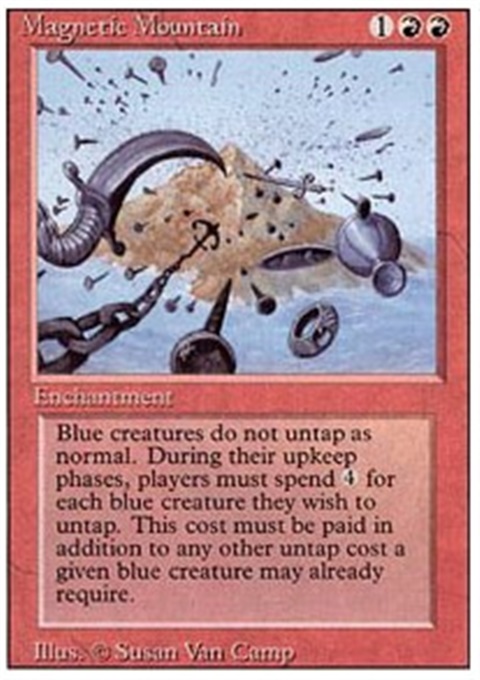 Magnetic Mountain 1
Enchantment
Blue creatures do not untap as
normal. During their upkeep
phases, players must spend 4 for
each blue creature they wish to
untap. This cost must be paid in
addition to any other untap cost a
given blue creature may already
require.
Illus. © Susan Van Camp